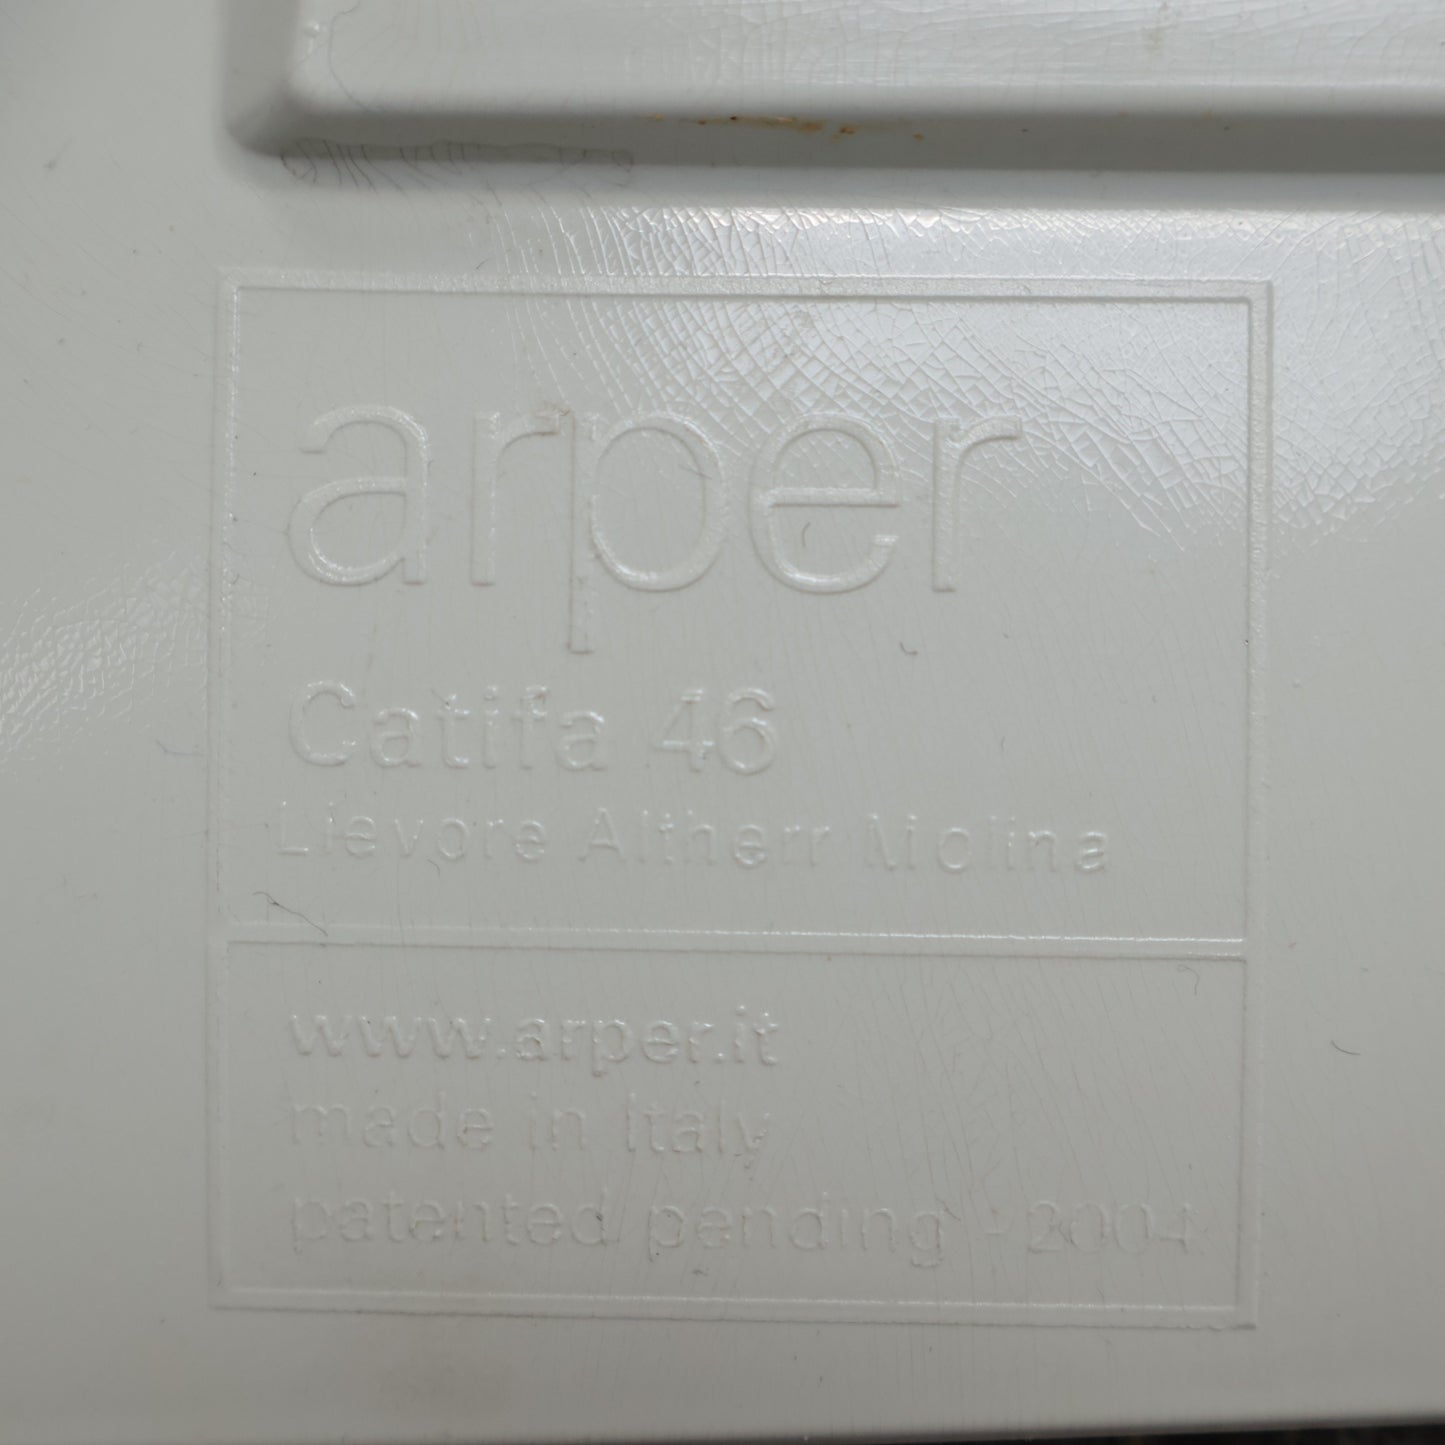 arper
Catifa 46
Lievore Altherr Molina
www.arper.it
made in Italy
patented pending - 2004